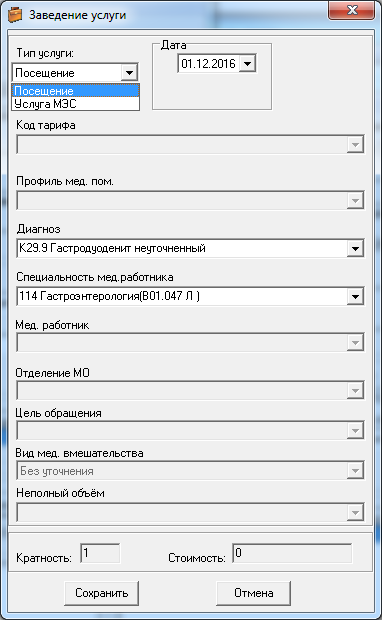 Заведение услуги
Тип услуги:
Дата
Посещение
01.12.2016
Посещение
Услуга МЭС
Код тарифа
Профиль мед. пом.
Диагноз
K29.9 Гастродуоденит неуточненный
Специальность мед.работника
114 Гастроэнтерология(В01.047 Л )
Мед. работник
Отделение МО
Цель обращения
Вид мед. вмешательства
Без уточнения
Неполный объём
Кратность: 1 Стоимость: 0
Сохранить Отмена